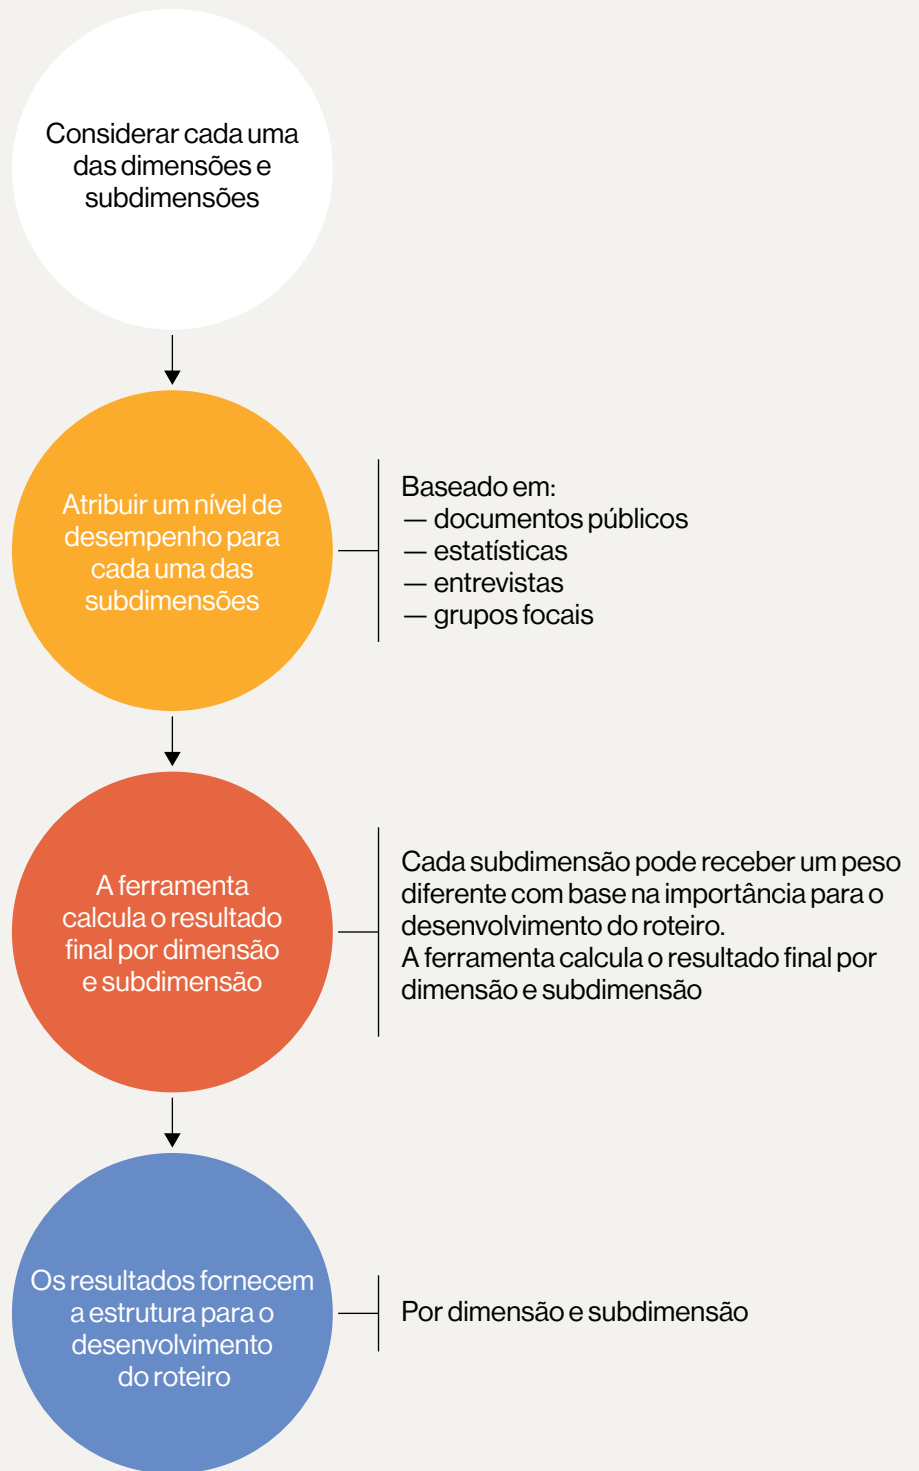 Considerar cada uma
das dimensões e
subdimensões
Atribuir um nível de
desempenho para
cada uma das
subdimensões
Baseado em:
— documentos públicos
— estatísticas
— entrevistas
— grupos focais
A ferramenta
calcula o resultado
final por dimensão
e subdimensão
Cada subdimensão pode receber um peso
diferente com base na importância para o
desenvolvimento do roteiro.
A ferramenta calcula o resultado final por
dimensão e subdimensão
Os resultados fornecem
a estrutura para o
desenvolvimento
do roteiro
Por dimensão e subdimensão